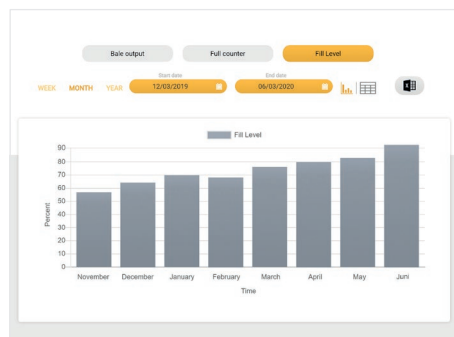 Bale output Full counter Fill Level
Start date End date
WEEK MONTH YEAR 12/03/2019 06/03/2020
Fill Level
90
80
70
60
50
40
30
20
10
0
Percent
November December January February March April May Juni
Time